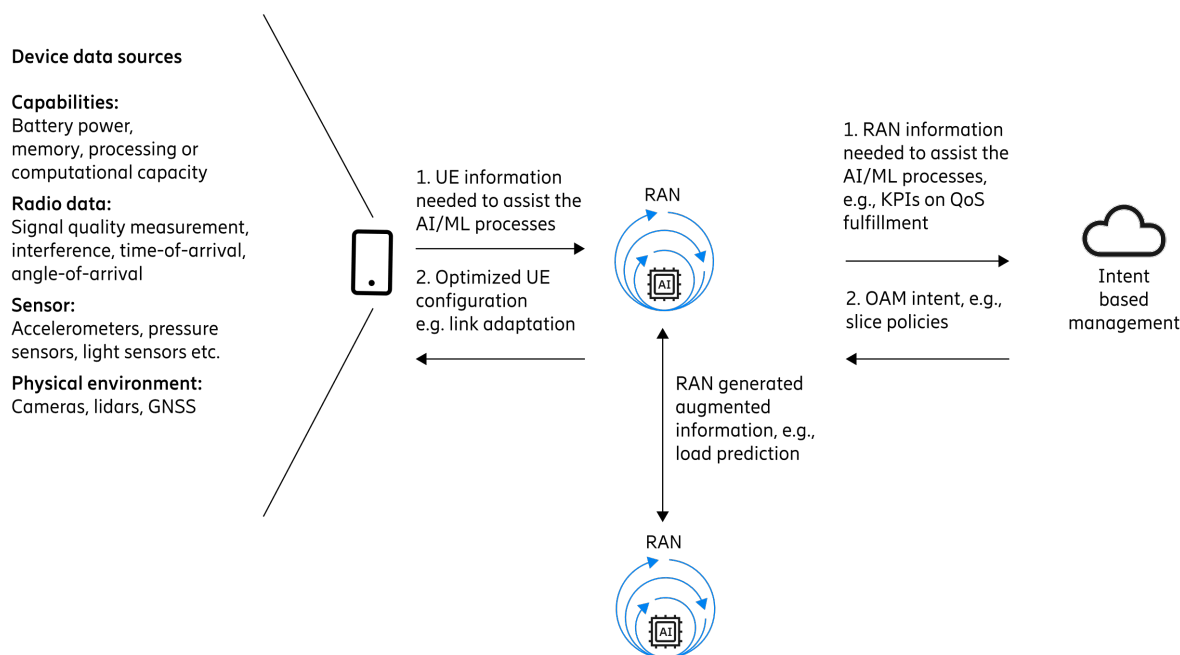 Device data sources
Capabilities:
Battery power,
memory, processing or
computational capacity
Radio data:
Signal quality measurement,
interference, time-of-arrival,
angle-of-arrival
Sensor:
Accelerometers, pressure
sensors, light sensors etc.
Physical environment:
Cameras, lidars, GNSS
1. UE information
needed to assist the
AI/ML processes
2. Optimized UE
configuration
e.g. link adaptation
RAN
AI
RAN generated
augmented
information, e.g.,
load prediction
RAN
AI
1. RAN information
needed to assist the
AI/ML processes,
e.g., KPIs on QoS
fulfillment
2. OAM intent, e.g.,
slice policies
Intent
based
management